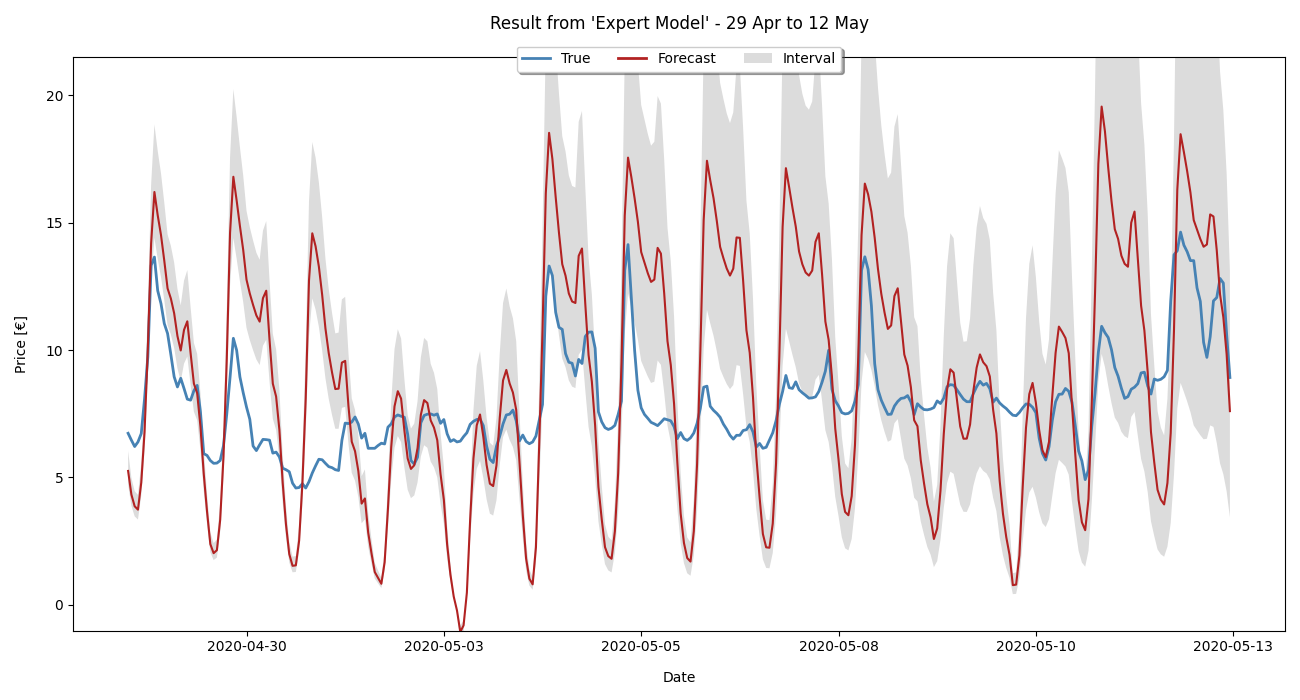 Result from 'Expert Model' - 29 Apr to 12 May
True Forecast Interval
Price [€]
20
15
10
5
0
2020-04-30 2020-05-03 2020-05-05 2020-05-08 2020-05-10 2020-05-13
Date